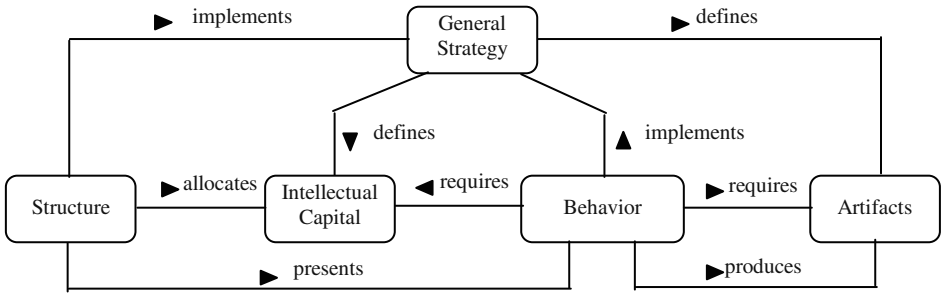 implements
General
Strategy
defines
defines
implements
Structure
allocates
Intellectual
Capital
requires
Behavior
requires
Artifacts
presents
produces